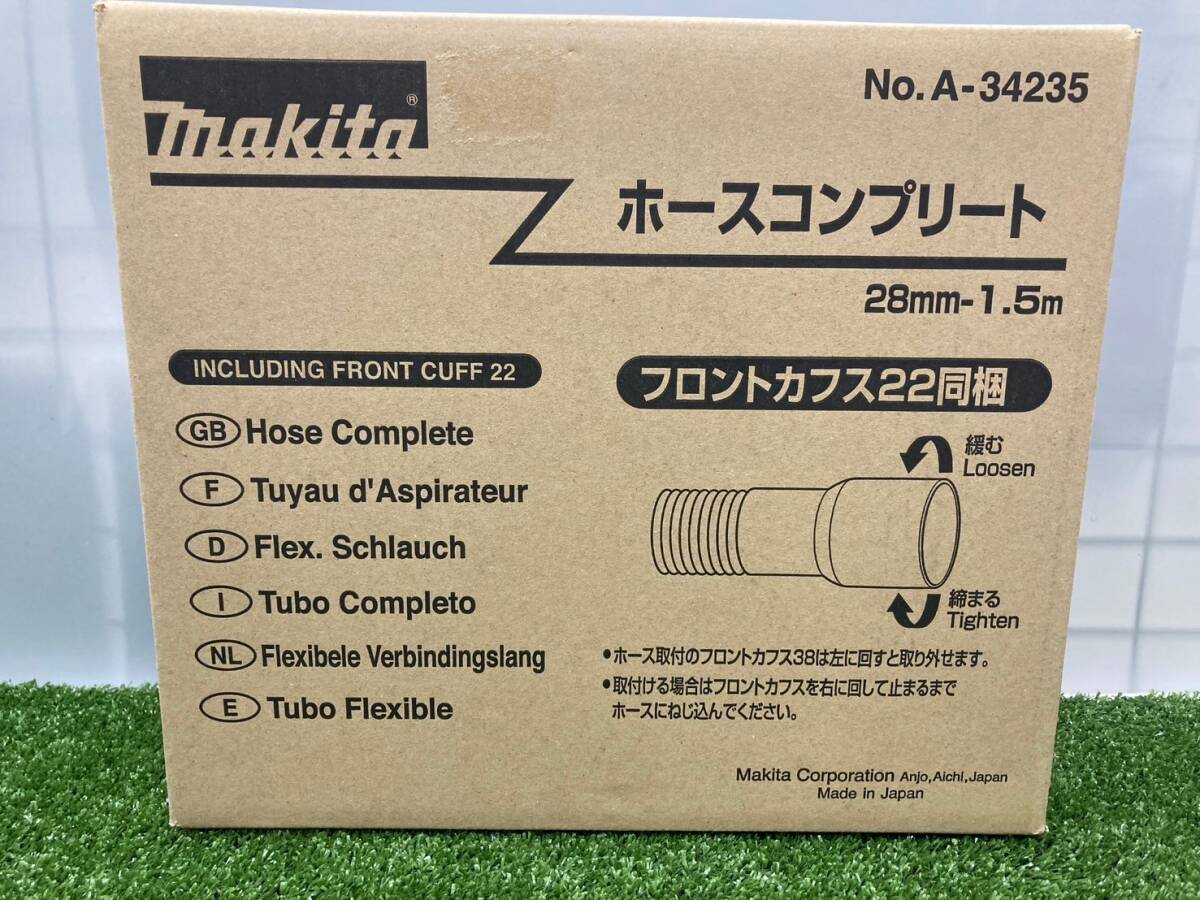 makita®
No. A-34235
ホースコンプリート
28mm-1.5m
INCLUDING FRONT CUFF 22
GB Hose Complete
F Tuyau d'Aspirateur
D Flex. Schlauch
I Tubo Completo
NL Flexibele Verbindingslang
E Tubo Flexible
フロントカフス22同梱
緩む
Loosen
締まる
Tighten
•ホース取付のフロントカフス38は左に回すと取り外せます。
•取付ける場合はフロントカフスを右に回して止まるまで
ホースにねじ込んでください。
Makita Corporation Anjo, Aichi, Japan
Made in Japan